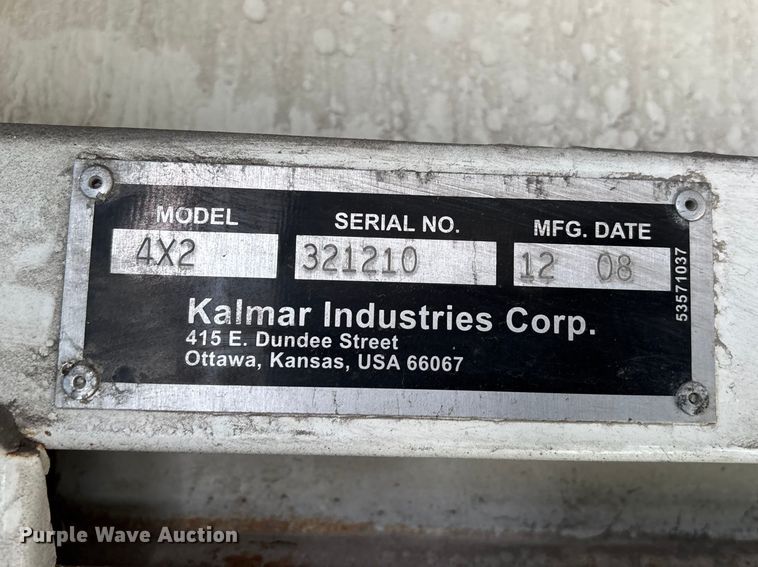 MODEL SERIAL NO. MFG. DATE
4X2 321210 12 08
Kalmar Industries Corp.
415 E. Dundee Street
Ottawa, Kansas, USA 66067
53571037
Purple Wave Auction